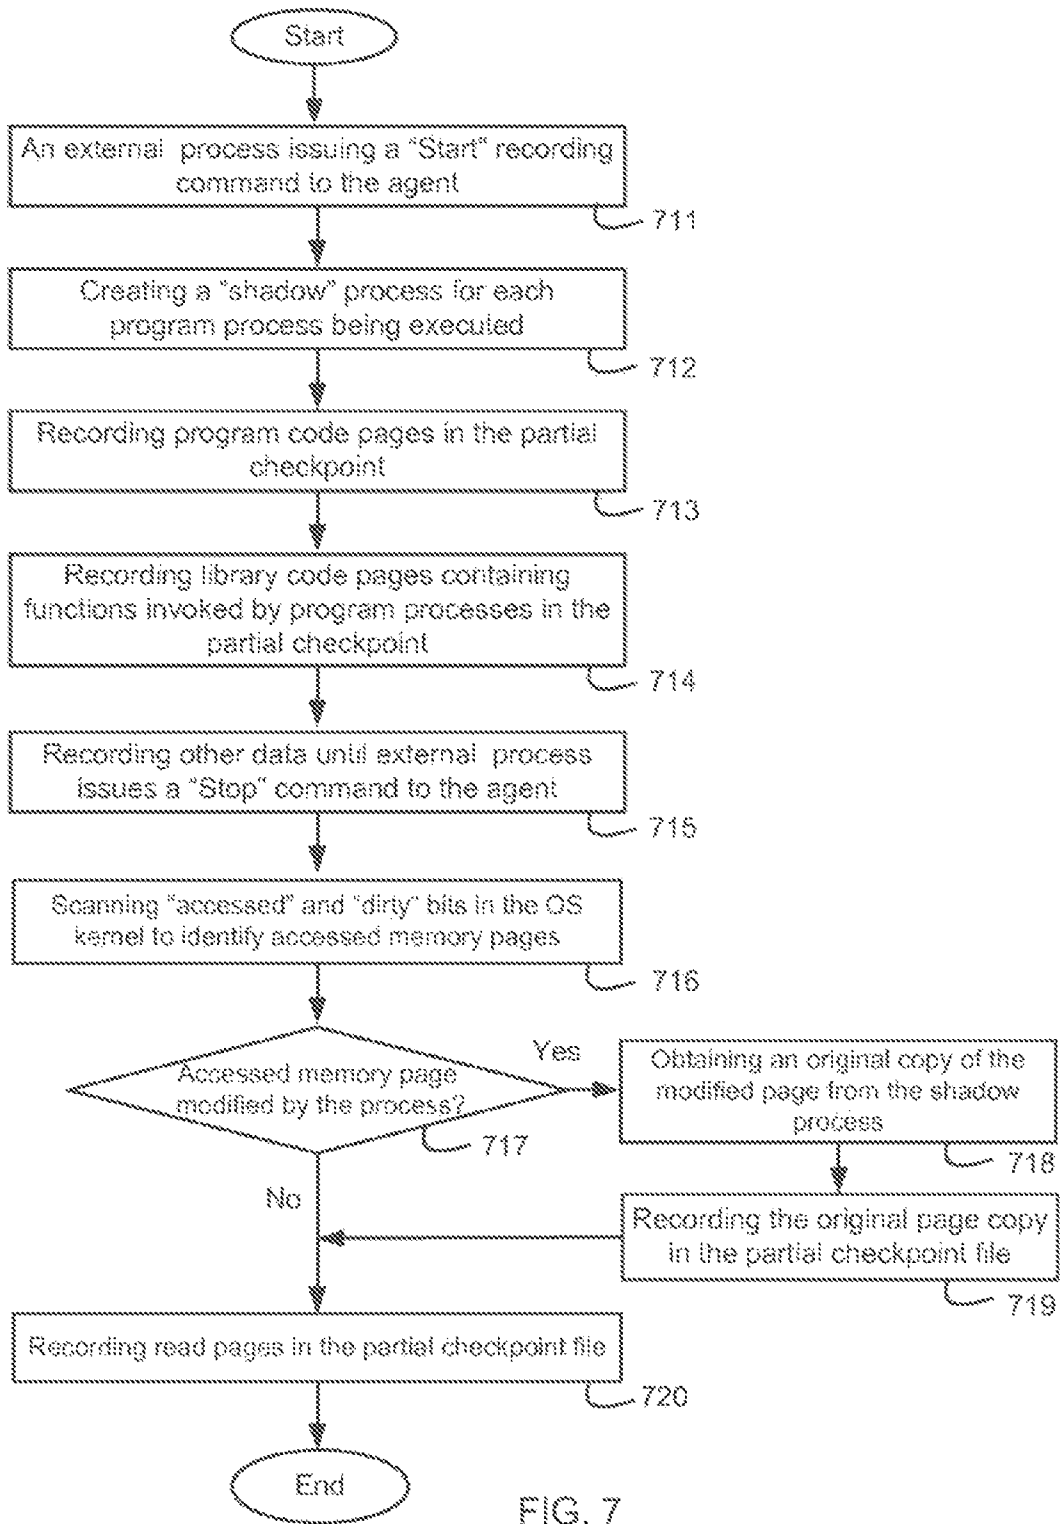 Start
An external process issuing a "Start" recording
command to the agent
711
Creating a "shadow" process for each
program process being executed
712
Recording program code pages in the partial
checkpoint
713
Recording library code pages containing
functions invoked by program processes in the
partial checkpoint
714
Recording other data until external process
issues a "Stop" command to the agent
715
Scanning "accessed" and "dirty" bits in the OS
kernel to identify accessed memory pages
716
Accessed memory page
modified by the process?
717
Yes
Obtaining an original copy of the
modified page from the shadow
process
718
No
Recording the original page copy
in the partial checkpoint file
719
Recording read pages in the partial checkpoint file
720
End
FIG. 7